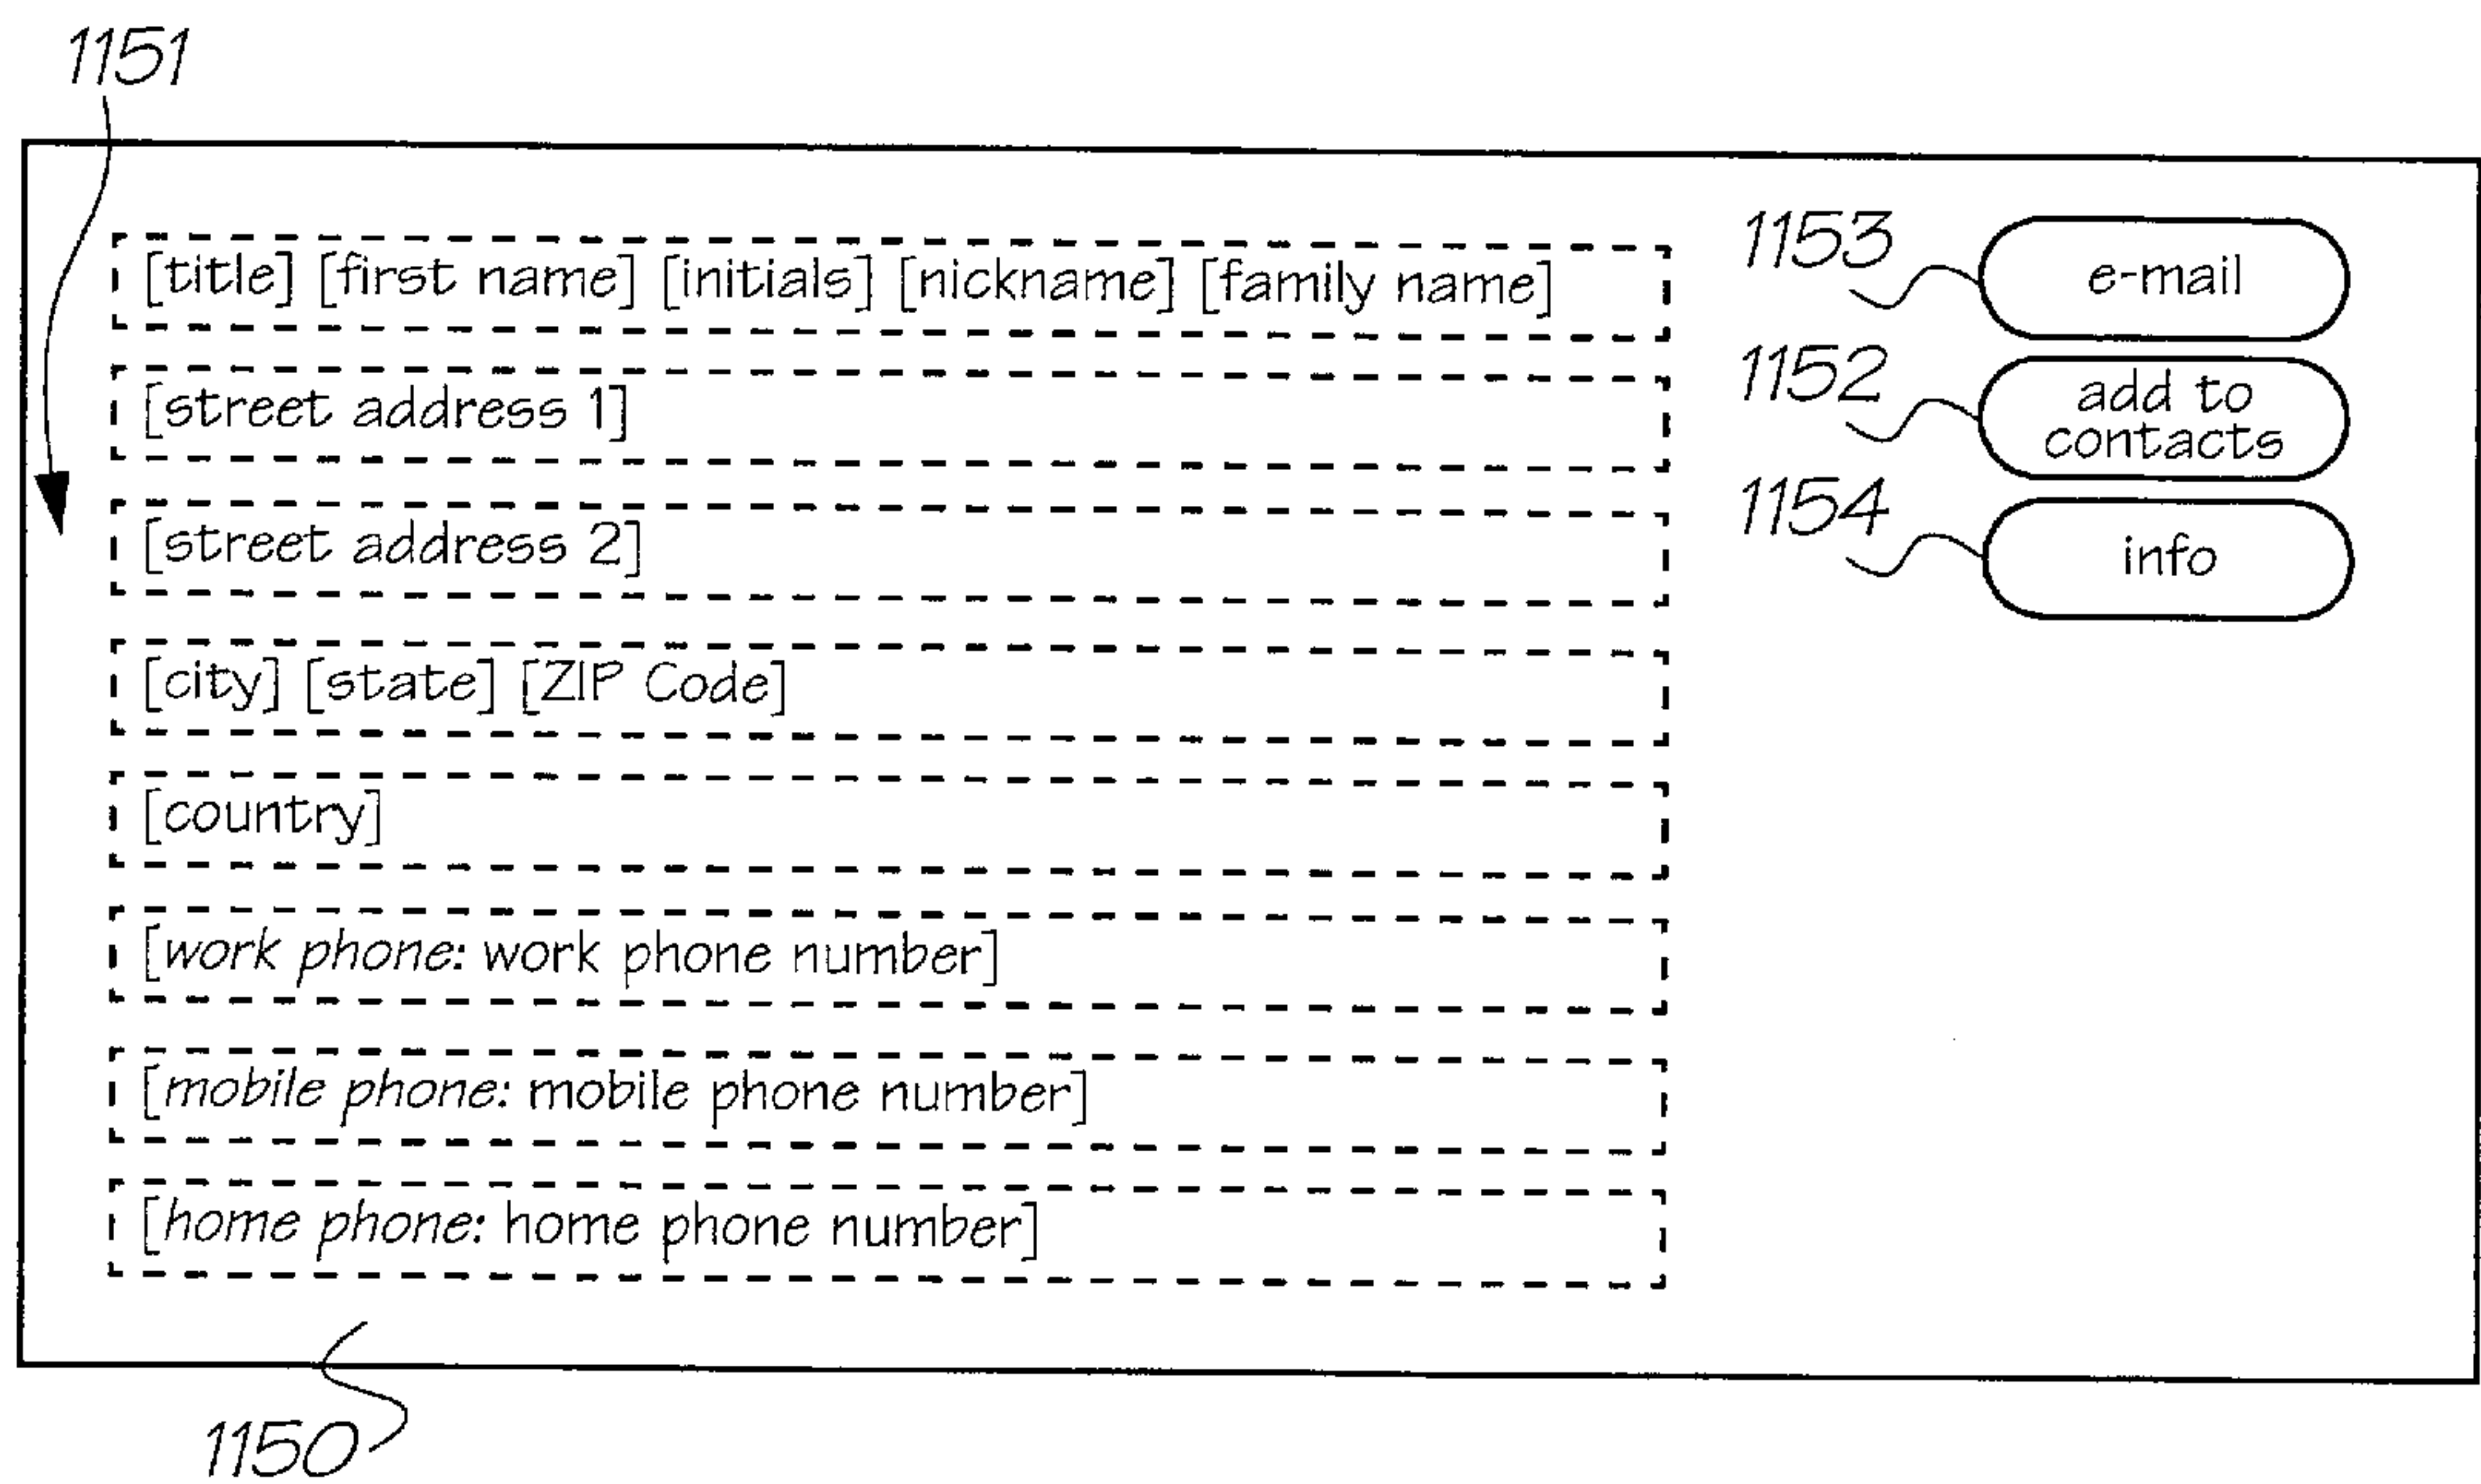 1151
[title] [first name] [initials] [nickname] [family name]
1153
e-mail
[street address 1]
1152
add to
contacts
[street address 2]
1154
info
[city] [state] [ZIP Code]
[country]
[work phone: work phone number]
[mobile phone: mobile phone number]
[home phone: home phone number]
1150